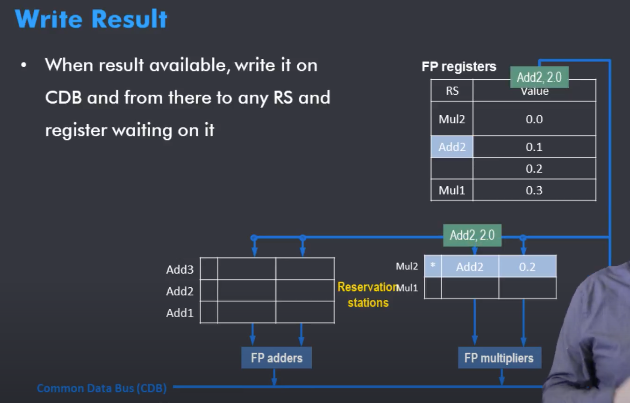 Write Result
• When result available, write it on
CDB and from there to any RS and
register waiting on it
FP registers
Add2, 2.0
RS Value
Mul2 0.0
Add2 0.1
0.2
Mul1 0.3
Add2, 2.0
Add3
Add2
Add1
Reservation
stations
Mul2 * Add2 0.2
Mul1
FP adders
FP multipliers
Common Data Bus (CDB)